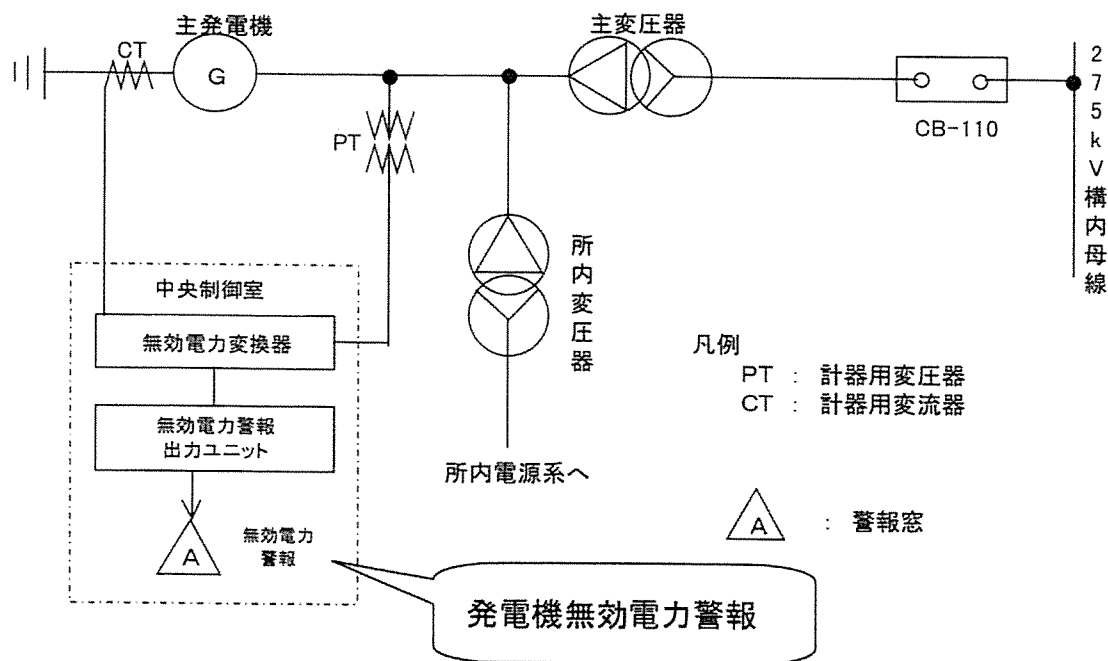 主発電機
CT
G
主変圧器
275kV構内母線
CB-110
PT
所内変圧器
中央制御室
無効電力変換器
無効電力警報
出力ユニット
A
無効電力
警報
所内電源系へ
凡例
PT : 計器用変圧器
CT : 計器用変流器
A : 警報窓
発電機無効電力警報